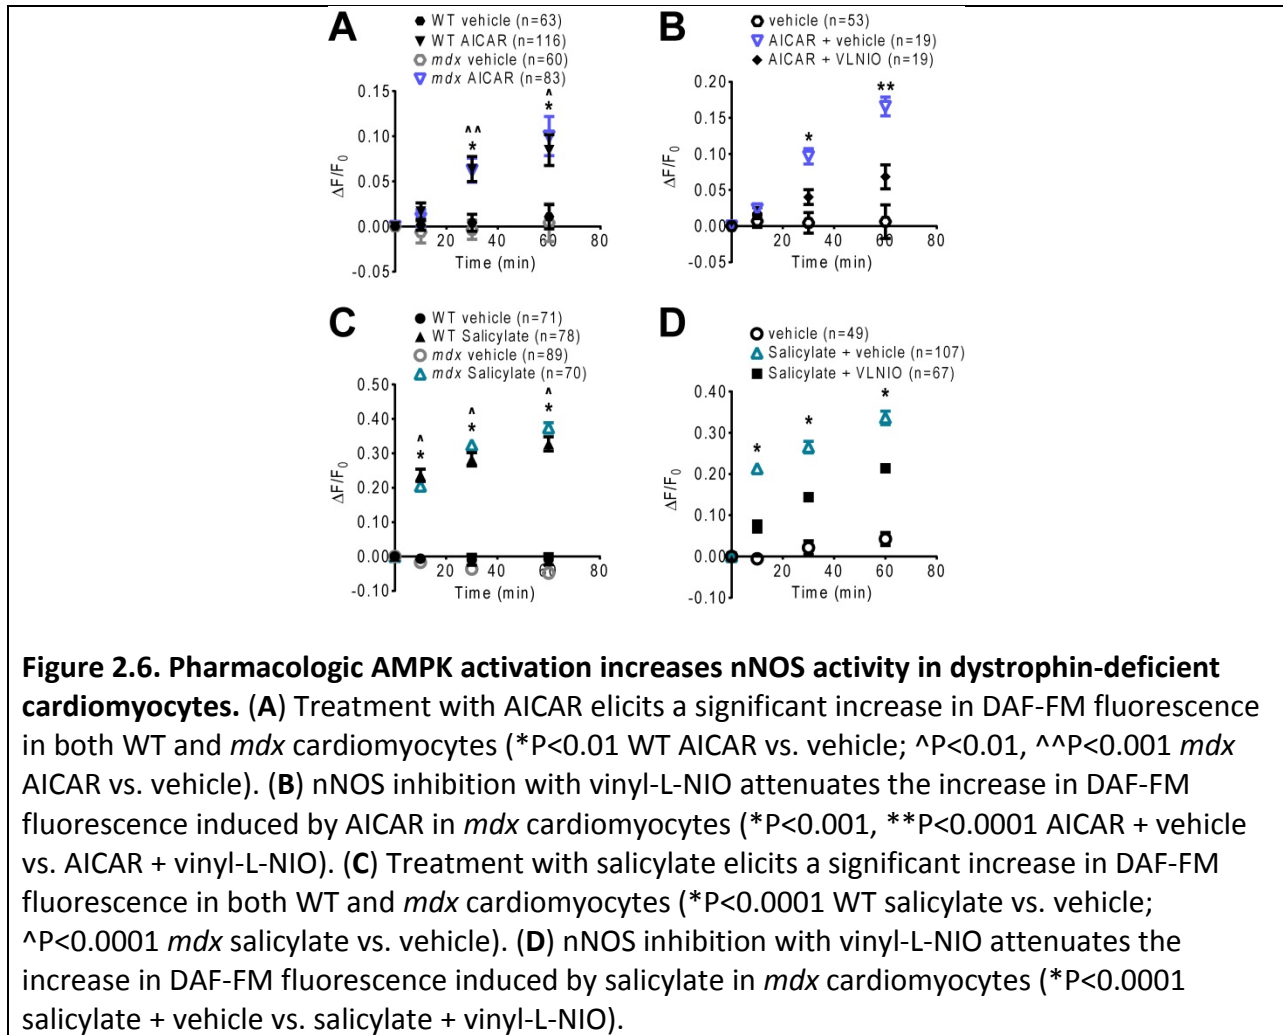 A
WT vehicle (n=63)
WT AICAR (n=116)
mdx vehicle (n=60)
mdx AICAR (n=83)
0.15
0.10
0.05
0.00
-0.05
ΔF/F0
^^
*
^
*
20
40
60
80
Time (min)
B
vehicle (n=53)
AICAR + vehicle (n=19)
AICAR + VLNIO (n=19)
0.20
0.15
0.10
0.05
0.00
-0.05
ΔF/F0
*
**
20
40
60
80
Time (min)
C
WT vehicle (n=71)
WT Salicylate (n=78)
mdx vehicle (n=89)
mdx Salicylate (n=70)
0.50
0.40
0.30
0.20
0.10
0.00
-0.10
ΔF/F0
^
*
^
*
^
*
20
40
60
80
Time (min)
D
vehicle (n=49)
Salicylate + vehicle (n=107)
Salicylate + VLNIO (n=67)
0.40
0.30
0.20
0.10
0.00
-0.10
ΔF/F0
*
*
*
20
40
60
80
Time (min)
Figure 2.6. Pharmacologic AMPK activation increases nNOS activity in dystrophin-deficient
cardiomyocytes. (A) Treatment with AICAR elicits a significant increase in DAF-FM fluorescence
in both WT and mdx cardiomyocytes (*P<0.01 WT AICAR vs. vehicle; ^P<0.01, ^^P<0.001 mdx
AICAR vs. vehicle). (B) nNOS inhibition with vinyl-L-NIO attenuates the increase in DAF-FM
fluorescence induced by AICAR in mdx cardiomyocytes (*P<0.001, **P<0.0001 AICAR + vehicle
vs. AICAR + vinyl-L-NIO). (C) Treatment with salicylate elicits a significant increase in DAF-FM
fluorescence in both WT and mdx cardiomyocytes (*P<0.0001 WT salicylate vs. vehicle;
^P<0.0001 mdx salicylate vs. vehicle). (D) nNOS inhibition with vinyl-L-NIO attenuates the
increase in DAF-FM fluorescence induced by salicylate in mdx cardiomyocytes (*P<0.0001
salicylate + vehicle vs. salicylate + vinyl-L-NIO).